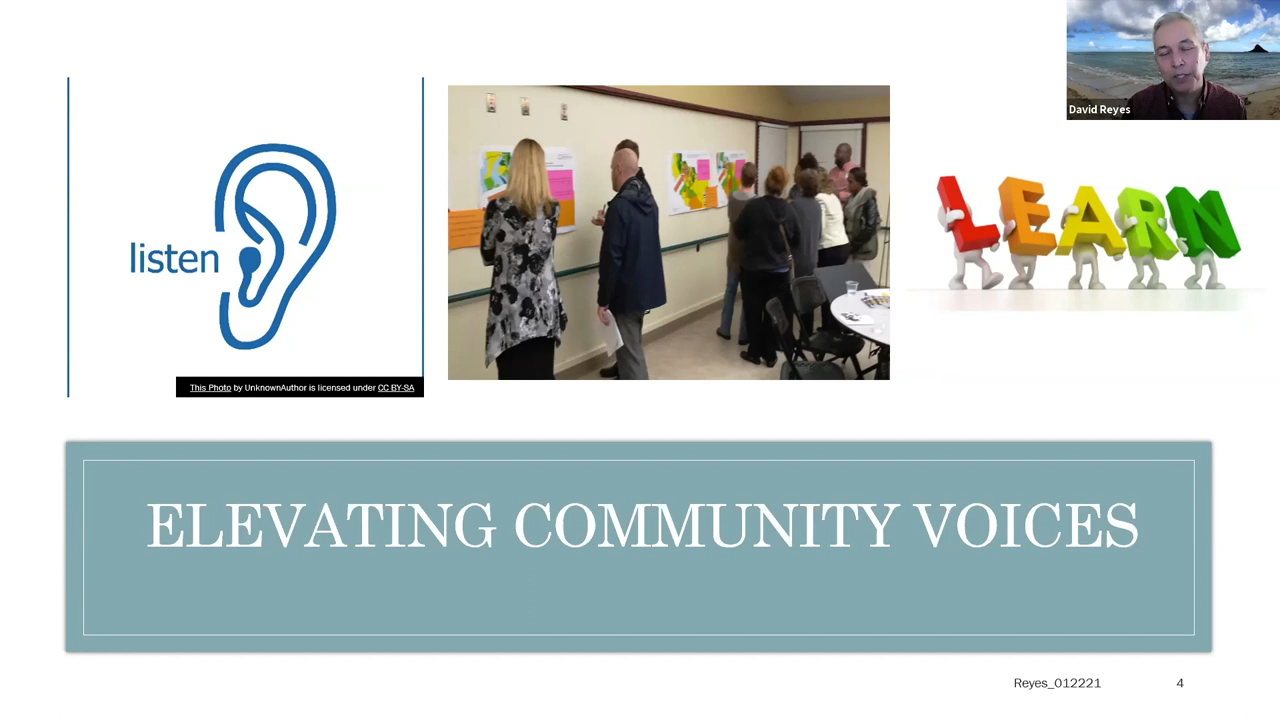 David Reyes
listen
LEARN
This Photo by UnknownAuthor is licensed under CC BY-SA
ELEVATING COMMUNITY VOICES
Reyes_012221
4